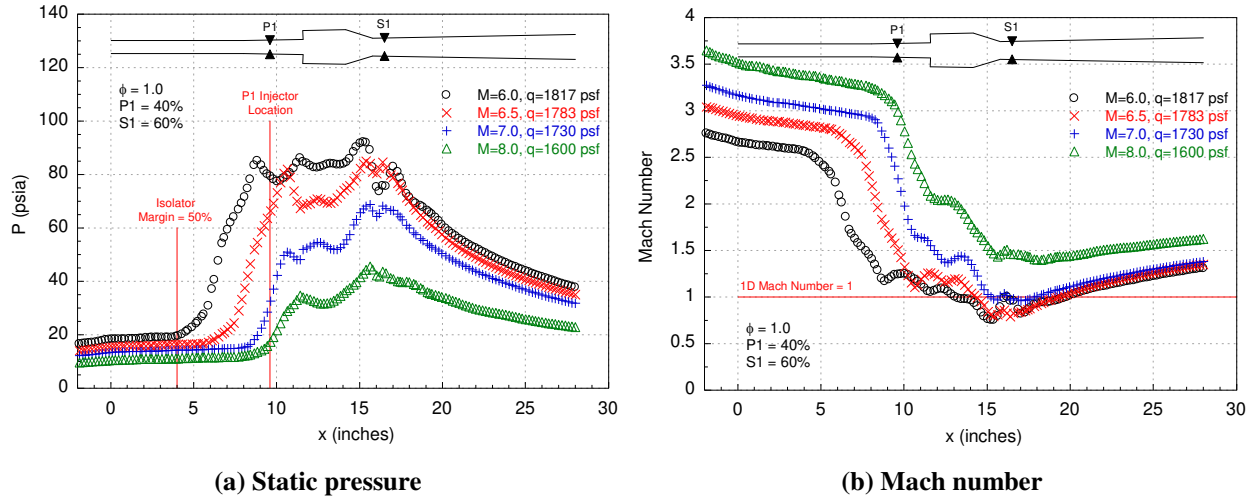 140
120
100
80
60
40
20
0
P (psia)
0
5
10
15
20
25
30
x (inches)
P1
S1
ϕ = 1.0
P1 = 40%
S1 = 60%
P1 Injector
Location
Isolator
Margin = 50%
M=6.0, q=1817 psf
M=6.5, q=1783 psf
M=7.0, q=1730 psf
M=8.0, q=1600 psf
(a) Static pressure
4
3.5
3
2.5
2
1.5
1
0.5
0
Mach Number
0
5
10
15
20
25
30
x (inches)
P1
S1
M=6.0, q=1817 psf
M=6.5, q=1783 psf
M=7.0, q=1730 psf
M=8.0, q=1600 psf
1D Mach Number = 1
ϕ = 1.0
P1 = 40%
S1 = 60%
(b) Mach number